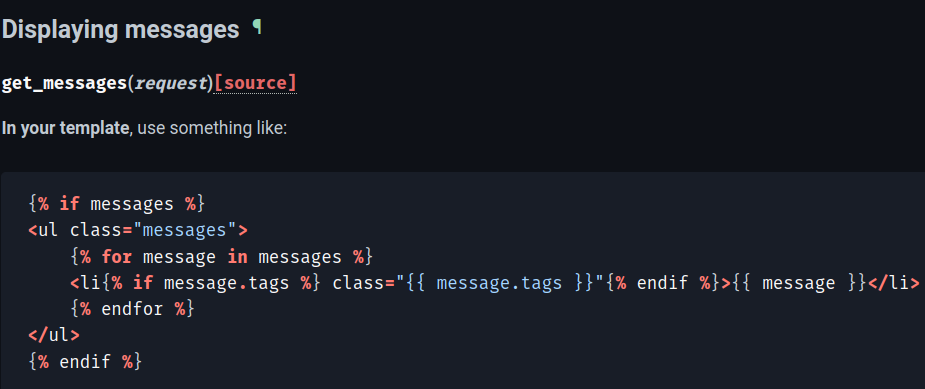 Displaying messages ¶
get_messages(request)[source]
In your template, use something like:
{% if messages %}
<ul class="messages">
    {% for message in messages %}
    <li{% if message.tags %} class="{{ message.tags }}"{% endif %}>{{ message }}</li>
    {% endfor %}
</ul>
{% endif %}